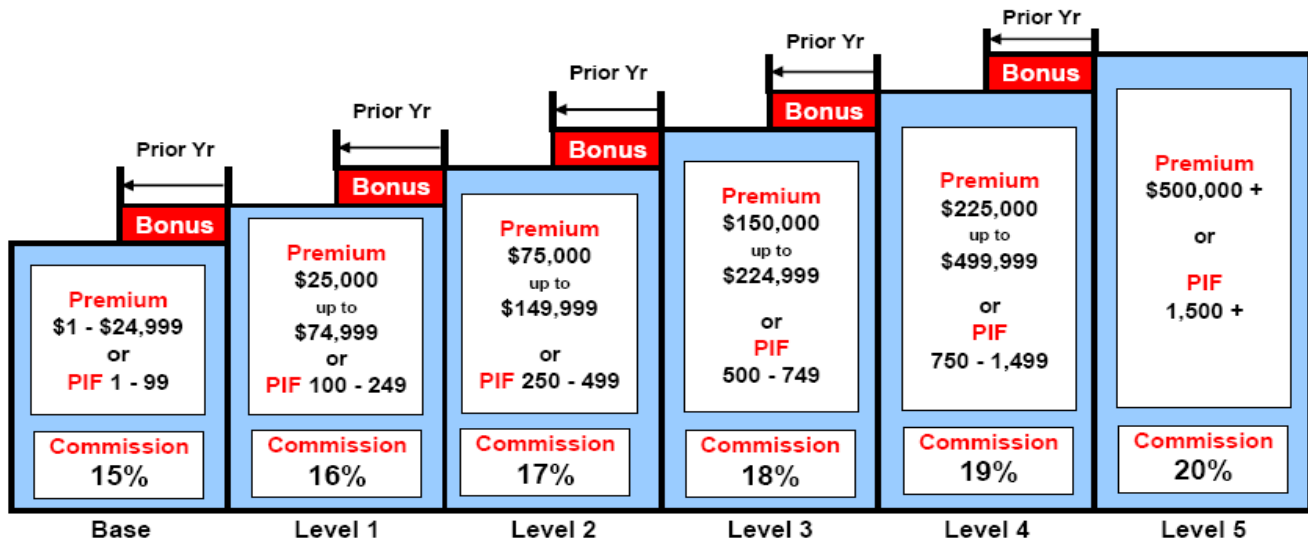 Prior Yr
Bonus
Premium
$1 - $24,999
or
PIF 1 - 99
Commission
15%
Base
Prior Yr
Bonus
Premium
$25,000
up to
$74,999
or
PIF 100 - 249
Commission
16%
Level 1
Prior Yr
Bonus
Premium
$75,000
up to
$149,999
or
PIF 250 - 499
Commission
17%
Level 2
Prior Yr
Bonus
Premium
$150,000
up to
$224,999
or
PIF
500 - 749
Commission
18%
Level 3
Prior Yr
Bonus
Premium
$225,000
up to
$499,999
or
PIF
750 - 1,499
Commission
19%
Level 4
Premium
$500,000 +
or
PIF
1,500 +
Commission
20%
Level 5